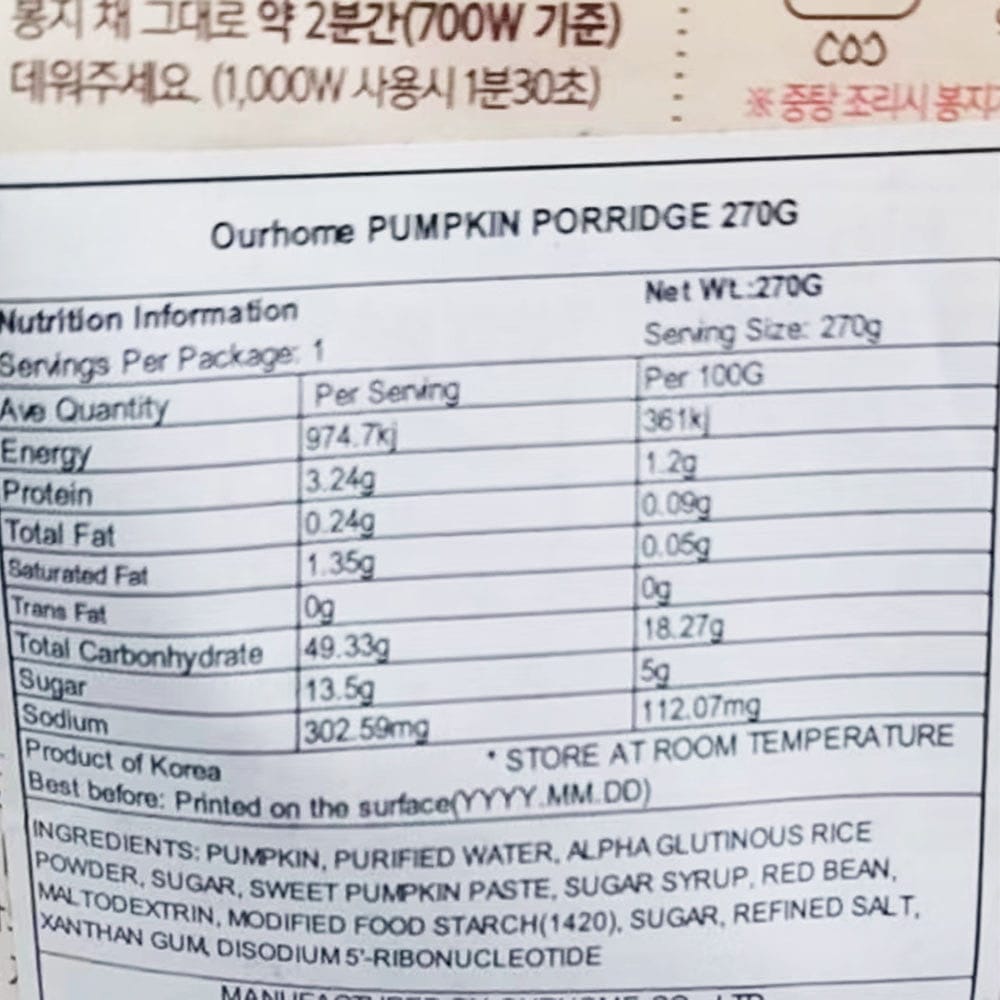 봉지 채 그대로 약 2분간(700W 기준)
데워주세요. (1,000W 사용시 1분30초)
※ 중탕 조리시 봉지
Ourhome PUMPKIN PORRIDGE 270G
Nutrition Information Net Wt.:270G
Servings Per Package: 1 Serving Size: 270g
Ave Quantity Per Serving Per 100G
Energy 974.7kj 361kj
Protein 3.24g 1.2g
Total Fat 0.24g 0.09g
Saturated Fat 1.35g 0.05g
Trans Fat 0g 0g
Total Carbonhydrate 49.33g 18.27g
Sugar 13.5g 5g
Sodium 302.59mg 112.07mg
Product of Korea * STORE AT ROOM TEMPERATURE
Best before: Printed on the surface(YYYY.MM.DD)
INGREDIENTS: PUMPKIN, PURIFIED WATER, ALPHA GLUTINOUS RICE
POWDER, SUGAR, SWEET PUMPKIN PASTE, SUGAR SYRUP, RED BEAN,
MALTODEXTRIN, MODIFIED FOOD STARCH(1420), SUGAR, REFINED SALT,
XANTHAN GUM, DISODIUM 5'-RIBONUCLEOTIDE